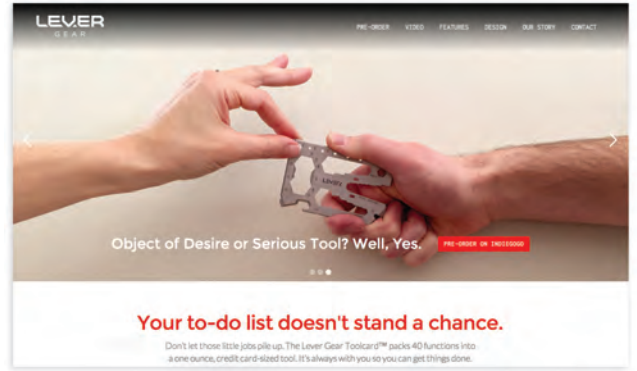 LEVER
GEAR
PRE-ORDER VIDEO FEATURES DESIGN OUR STORY CONTACT
LEVER
Object of Desire or Serious Tool? Well, Yes.
PRE-ORDER ON INDIEGOGO
Your to-do list doesn't stand a chance.
Don't let those little jobs pile up. The Lever Gear Toolcard™ packs 40 functions into
a one ounce, credit card-sized tool. It's always with you so you can get things done.